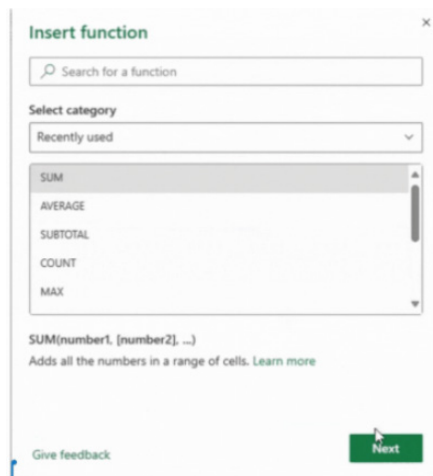 Insert function
Search for a function
Select category
Recently used
SUM
AVERAGE
SUBTOTAL
COUNT
MAX
SUM(number1, [number2], ...)
Adds all the numbers in a range of cells. Learn more
Give feedback
Next